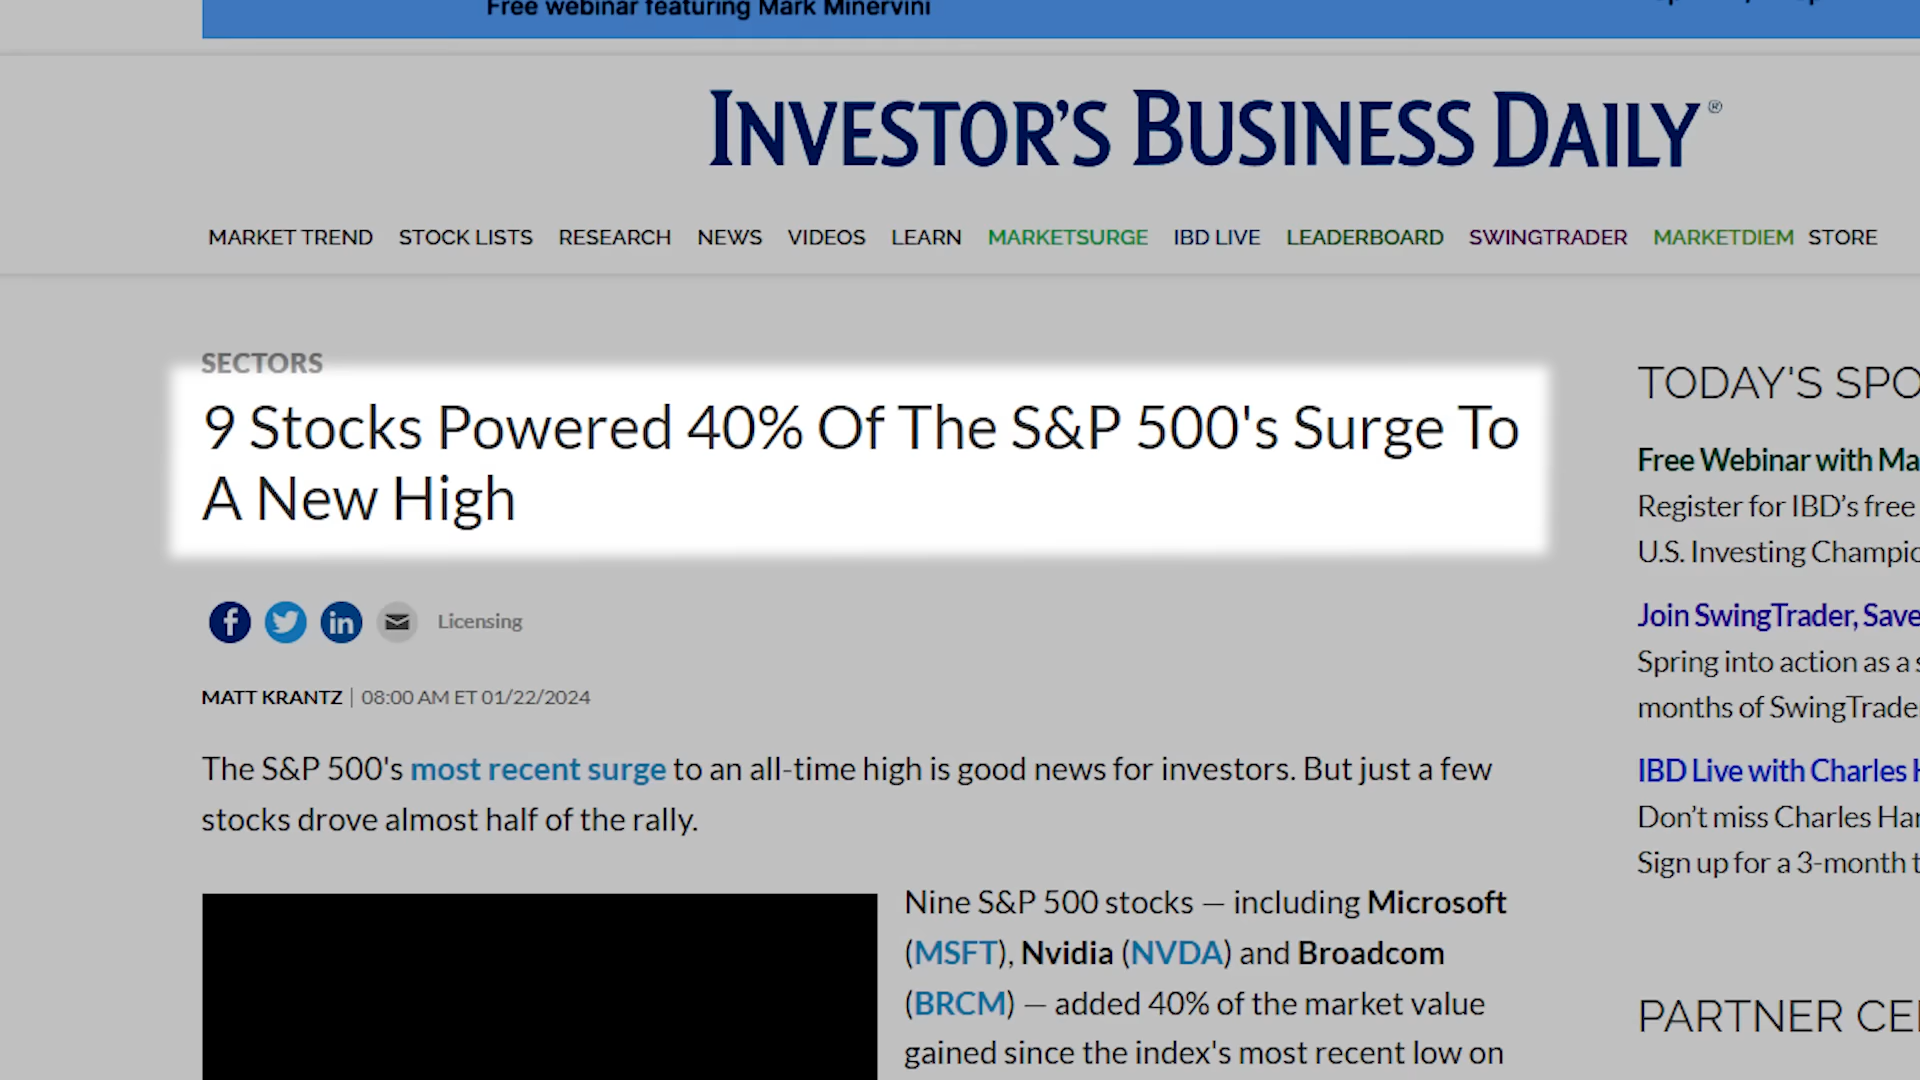 Free webinar featuring Mark Minervini
INVESTOR'S BUSINESS DAILY®
MARKET TREND STOCK LISTS RESEARCH NEWS VIDEOS LEARN MARKETSURGE IBD LIVE LEADERBOARD SWINGTRADER MARKETDIEM STORE
SECTORS
9 Stocks Powered 40% Of The S&P 500's Surge To
A New High
Licensing
MATT KRANTZ | 08:00 AM ET 01/22/2024
The S&P 500's most recent surge to an all-time high is good news for investors. But just a few
stocks drove almost half of the rally.
Nine S&P 500 stocks — including Microsoft
(MSFT), Nvidia (NVDA) and Broadcom
(BRCM) — added 40% of the market value
gained since the index's most recent low on
TODAY'S SPO
Free Webinar with Ma
Register for IBD's free
U.S. Investing Champio
Join SwingTrader, Save
Spring into action as a s
months of SwingTrade
IBD Live with Charles H
Don't miss Charles Har
Sign up for a 3-month t
PARTNER CE